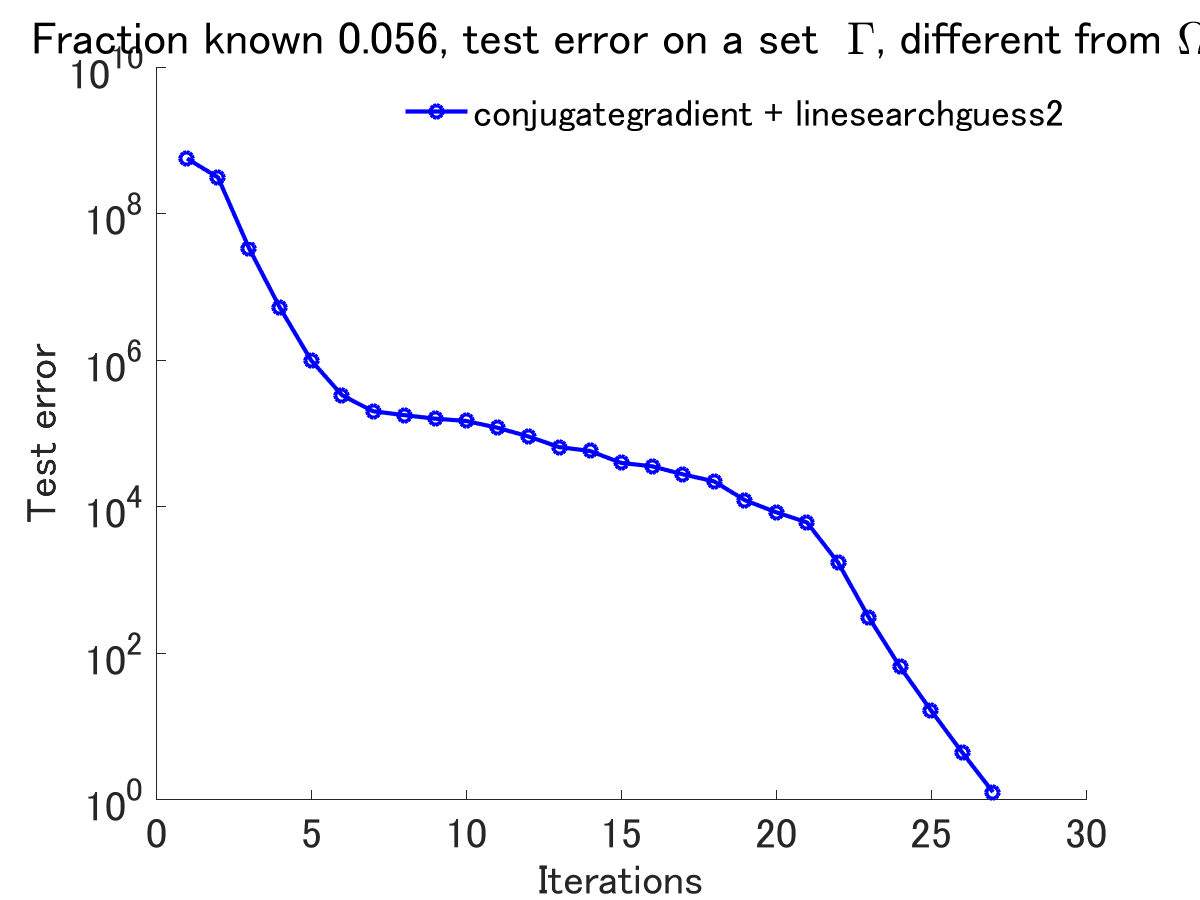 Fraction known 0.056, test error on a set Γ, different from Ω
conjugategradient + linesearchguess2
Test error
10^10
10^8
10^6
10^4
10^2
10^0
0 5 10 15 20 25 30
Iterations